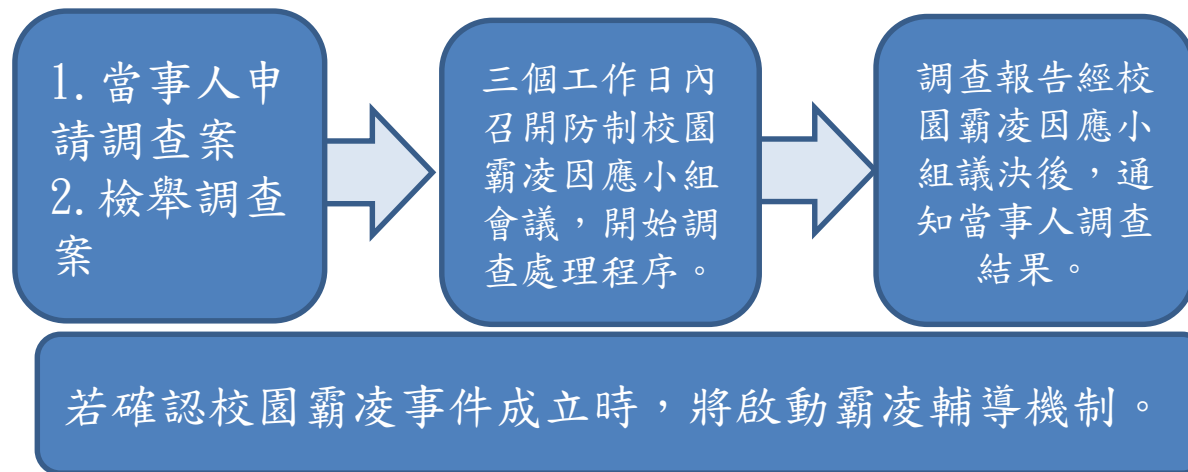 1. 當事人申
請調查案
2. 檢舉調查
案
三個工作日內
召開防制校園
霸凌因應小組
會議，開始調
查處理程序。
調查報告經校
園霸凌因應小
組議決後，通
知當事人調查
結果。
若確認校園霸凌事件成立時，將啟動霸凌輔導機制。